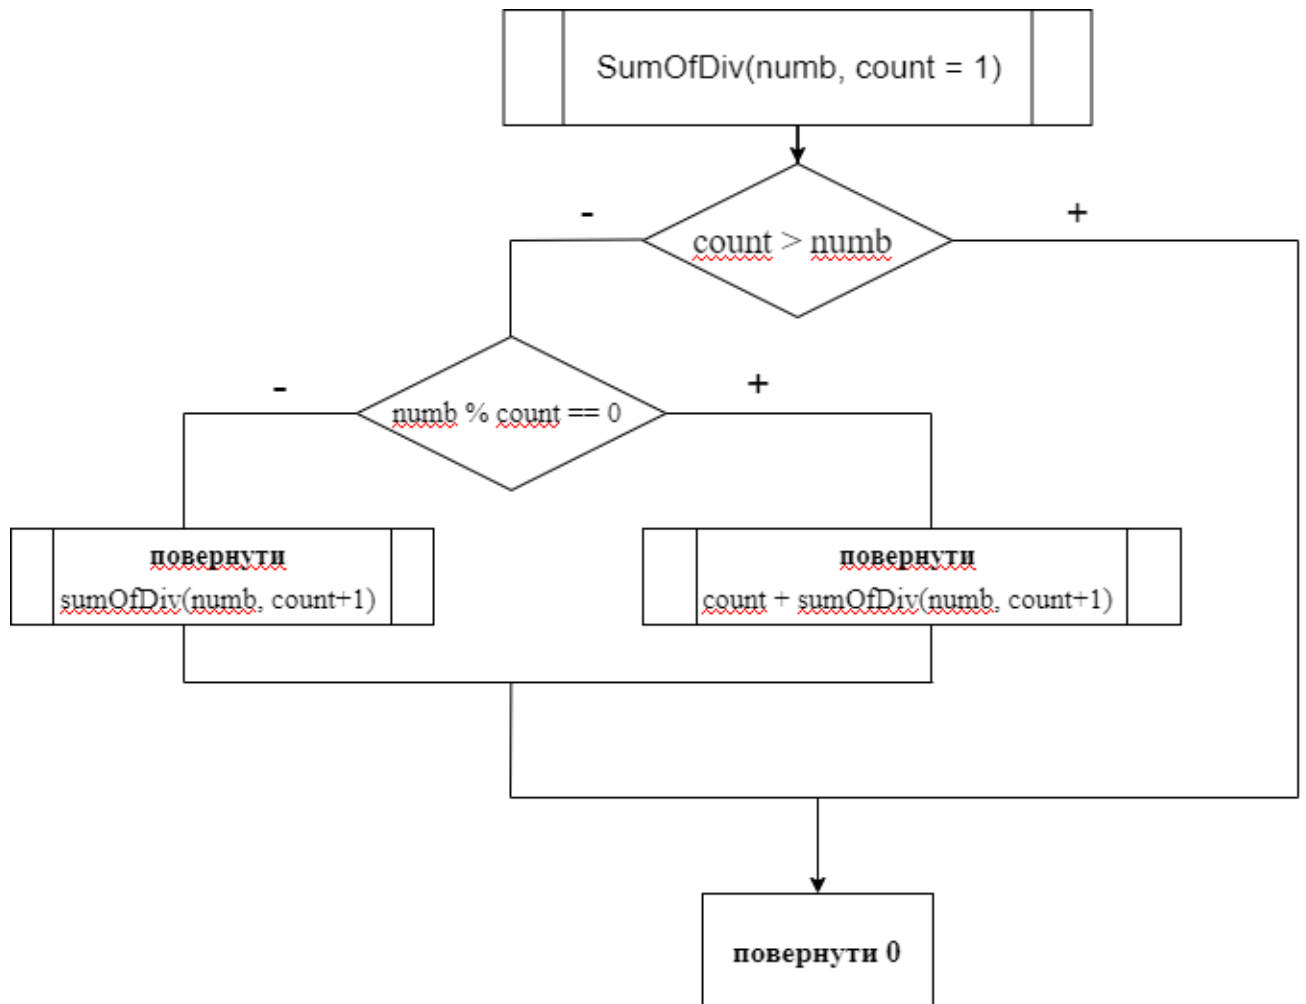 SumOfDiv(numb, count = 1)
-
+
count > numb
-
+
numb % count == 0
повернути
sumOfDiv(numb, count+1)
повернути
count + sumOfDiv(numb, count+1)
повернути 0